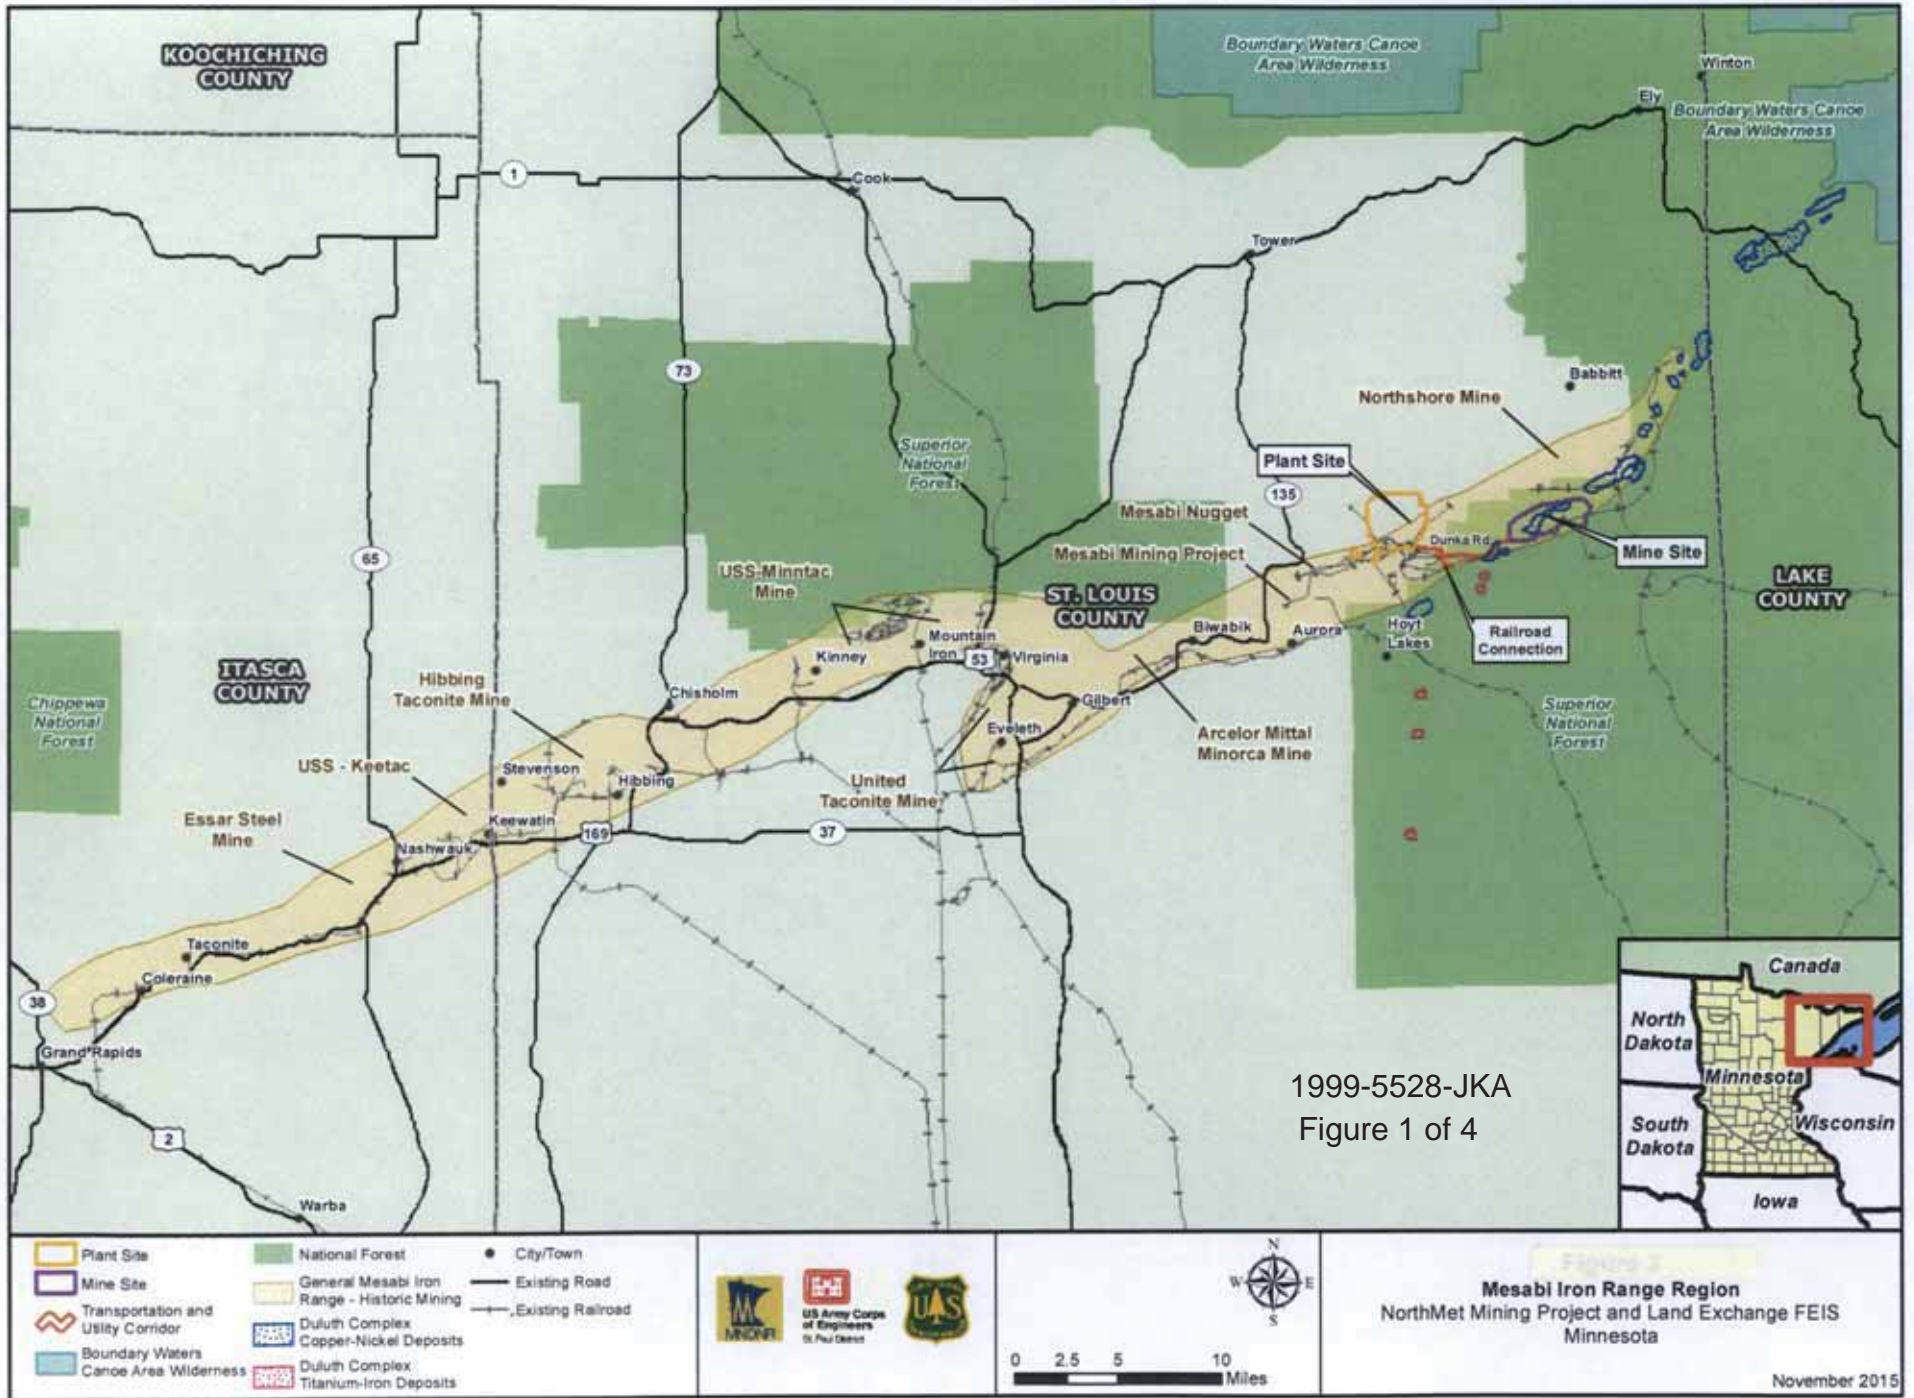 KOOCHICHING
COUNTY
Boundary Waters Canoe
Area Wilderness
Winton
Ely
Boundary Waters Canoe
Area Wilderness
1
Cook
Tower
73
Babbitt
Northshore Mine
Superior
National
Forest
Plant Site
135
Mesabi Nugget
Dunka Rd
65
Mesabi Mining Project
Mine Site
USS-Minntac
Mine
ST. LOUIS
COUNTY
LAKE
COUNTY
Mountain
Iron
53
Virginia
Biwabik
Aurora
Hoyt
Lakes
Railroad
Connection
Kinney
ITASCA
COUNTY
Hibbing
Taconite Mine
Chisholm
Gilbert
Chippewa
National
Forest
Superior
National
Forest
Eveleth
Arcelor Mittal
Minorca Mine
USS - Keetac
Stevenson
Hibbing
United
Taconite Mine
Essar Steel
Mine
Keewatin
169
37
Nashwauk
Taconite
Coleraine
38
Grand Rapids
2
Warba
1999-5528-JKA
Figure 1 of 4
Canada
North
Dakota
Minnesota
South
Dakota
Wisconsin
Iowa
Plant Site
Mine Site
Transportation and
Utility Corridor
Boundary Waters
Canoe Area Wilderness
National Forest
General Mesabi Iron
Range - Historic Mining
Duluth Complex
Copper-Nickel Deposits
Duluth Complex
Titanium-Iron Deposits
City/Town
Existing Road
Existing Railroad
MNDNR
US Army Corps
of Engineers
St. Paul District
UAS
N
W E
S
0 2.5 5 10
Miles
Figure 3
Mesabi Iron Range Region
NorthMet Mining Project and Land Exchange FEIS
Minnesota
November 2015